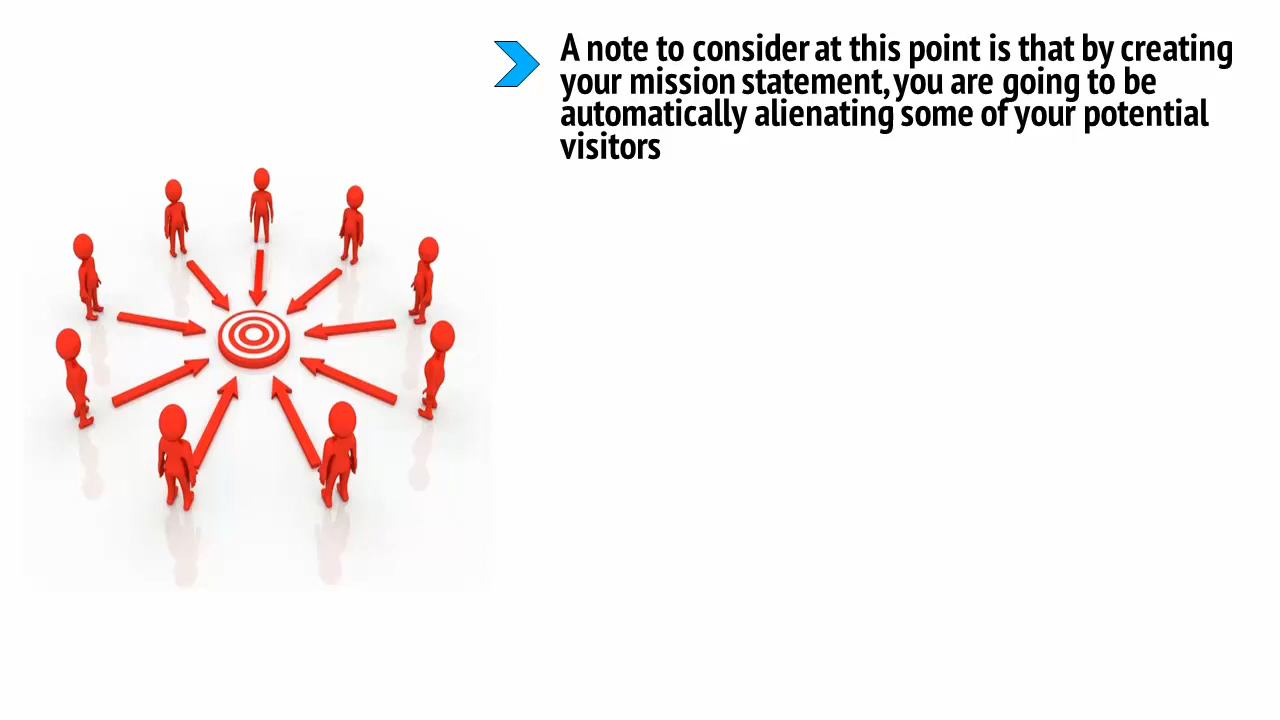 A note to consider at this point is that by creating
your mission statement, you are going to be
automatically alienating some of your potential
visitors